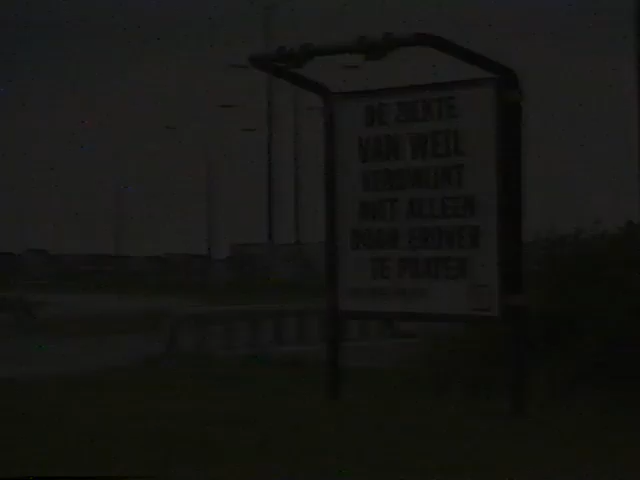 DE ZIEKTE
VAN WEIL
VERDWIJNT
NIET ALLEEN
DOOR EROVER
TE PRATEN